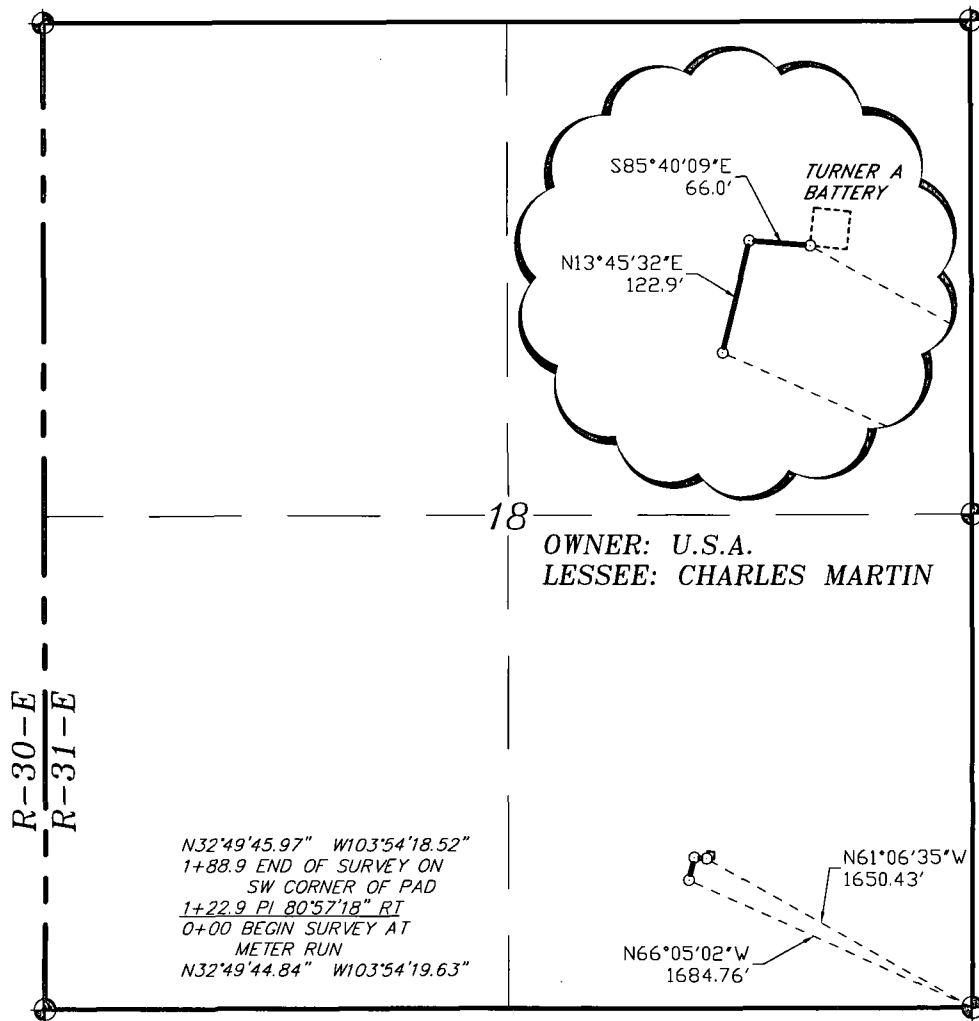 S85°40'09"E
66.0'
TURNER A
BATTERY
N13°45'32"E
122.9'
18
OWNER: U.S.A.
LESSEE: CHARLES MARTIN
R-30-E
R-31-E
N32°49'45.97" W103°54'18.52"
1+88.9 END OF SURVEY ON
SW CORNER OF PAD
1+22.9 PI 80°57'18" RT
0+00 BEGIN SURVEY AT
METER RUN
N32°49'44.84" W103°54'19.63"
N61°06'35"W
1650.43'
N66°05'02"W
1684.76'